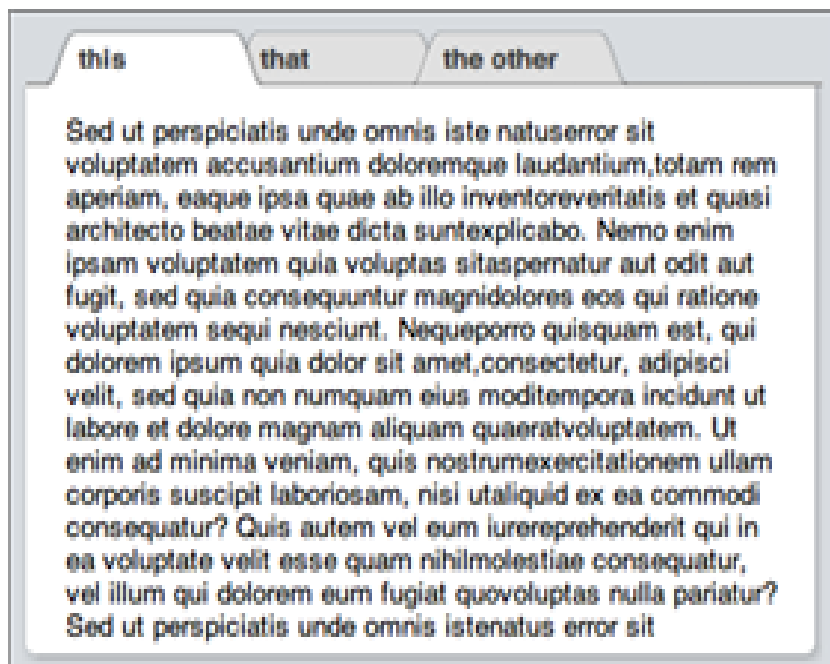 this that the other
Sed ut perspiciatis unde omnis iste natuserror sit
voluptatem accusantium doloremque laudantium,totam rem
aperiam, eaque ipsa quae ab illo inventoreveritatis et quasi
architecto beatae vitae dicta suntexplicabo. Nemo enim
ipsam voluptatem quia voluptas sitaspernatur aut odit aut
fugit, sed quia consequuntur magnidolores eos qui ratione
voluptatem sequi nesciunt. Nequeporro quisquam est, qui
dolorem ipsum quia dolor sit amet,consectetur, adipisci
velit, sed quia non numquam eius moditempora incidunt ut
labore et dolore magnam aliquam quaeratvoluptatem. Ut
enim ad minima veniam, quis nostrumexercitationem ullam
corporis suscipit laboriosam, nisi utaliquid ex ea commodi
consequatur? Quis autem vel eum iurereprehenderit qui in
ea voluptate velit esse quam nihilmolestiae consequatur,
vel illum qui dolorem eum fugiat quovoluptas nulla pariatur?
Sed ut perspiciatis unde omnis istenatus error sit